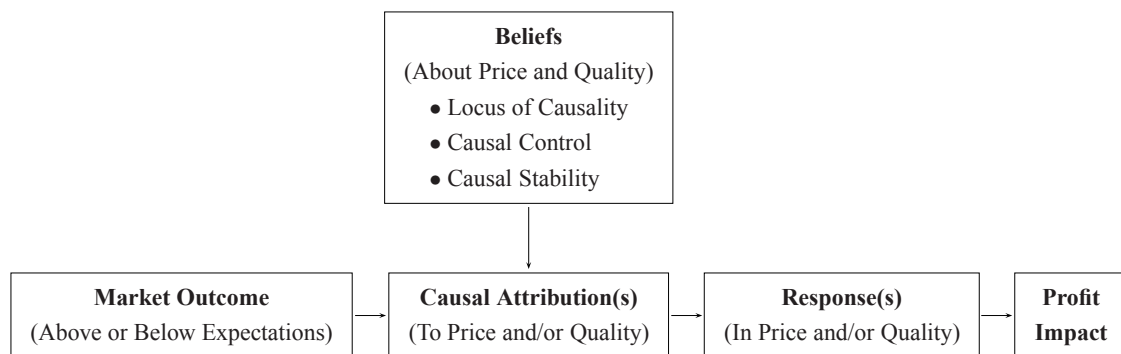 Beliefs
(About Price and Quality)
● Locus of Causality
● Causal Control
● Causal Stability
Market Outcome
(Above or Below Expectations)
Causal Attribution(s)
(To Price and/or Quality)
Response(s)
(In Price and/or Quality)
Profit
Impact